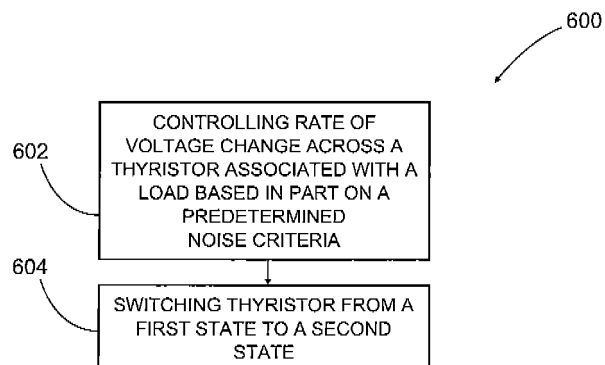 600
602
CONTROLLING RATE OF
VOLTAGE CHANGE ACROSS A
THYRISTOR ASSOCIATED WITH A
LOAD BASED IN PART ON A
PREDETERMINED
NOISE CRITERIA
604
SWITCHING THYRISTOR FROM A
FIRST STATE TO A SECOND
STATE